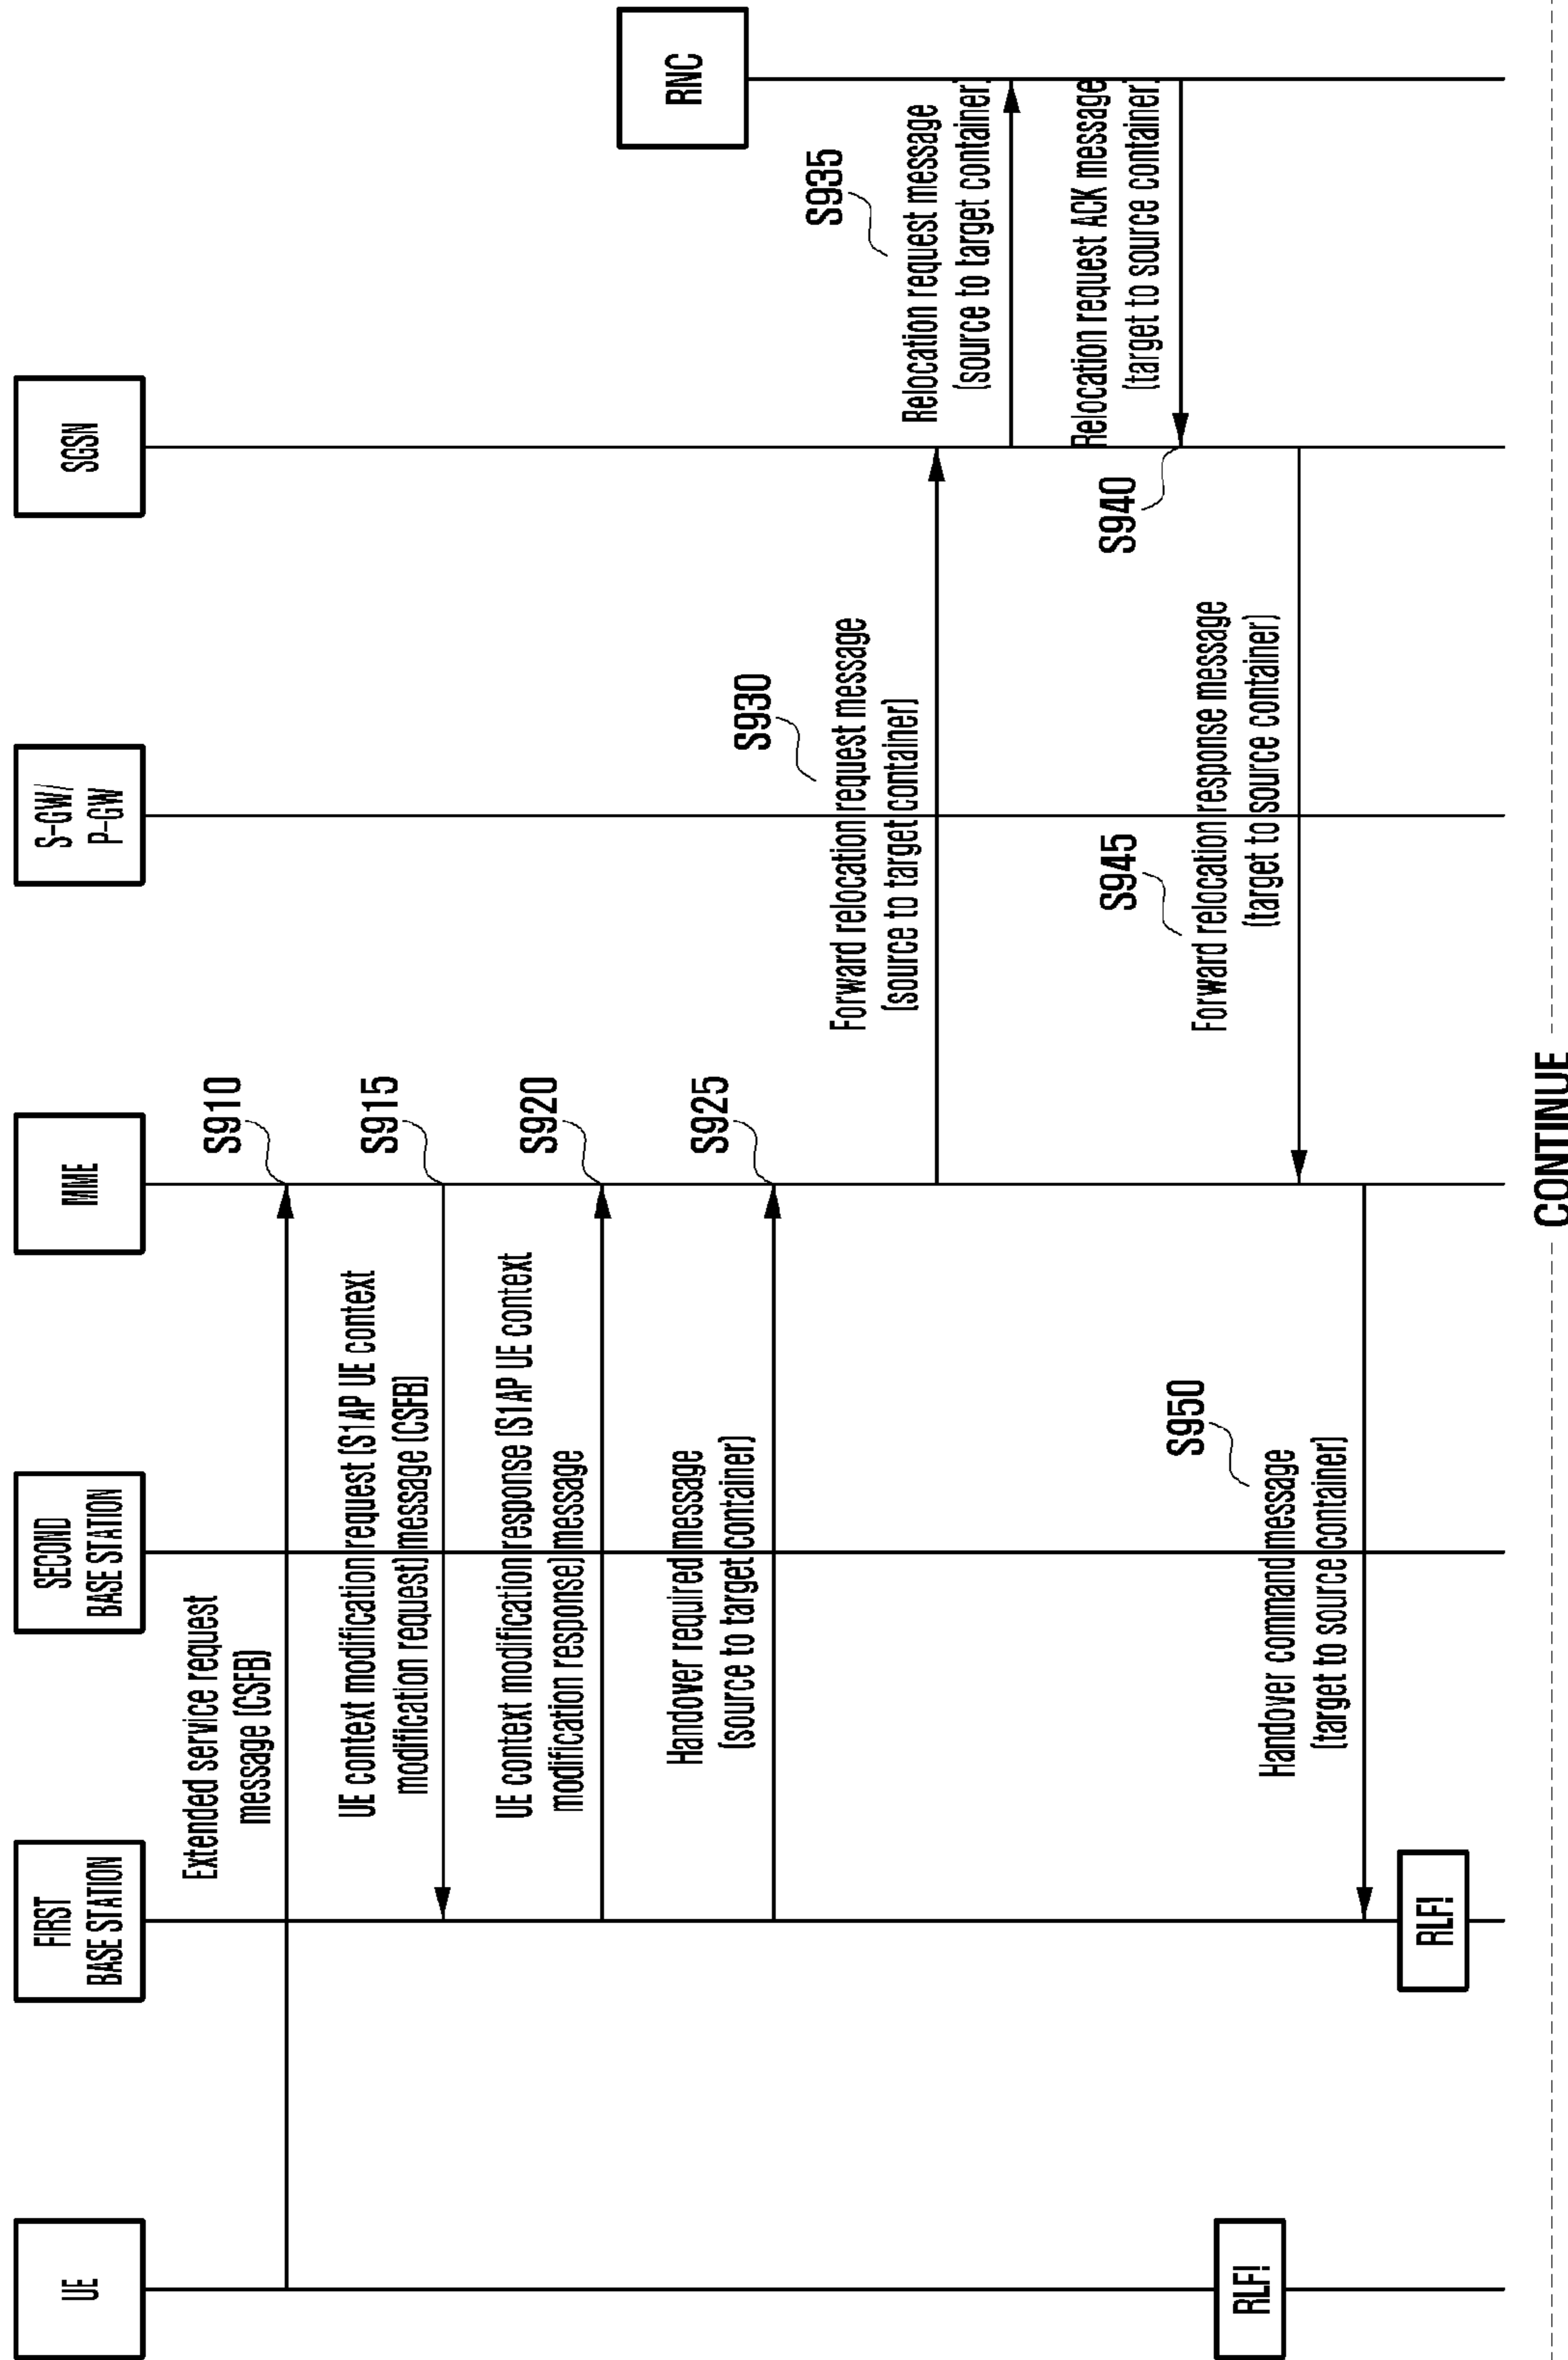 UE
FIRST
BASE STATION
SECOND
BASE STATION
MME
S-GW/
P-GW
SGSN
RNC
Extended service request
message (CSFB)
S910
UE context modification request (S1AP UE context
modification request) message (CSFB)
S915
UE context modification response (S1AP UE context
modification response) message
S920
Handover required message
(source to target container)
S925
S930
Forward relocation request message
(source to target container)
S935
Relocation request message
(source to target container)
Relocation request ACK message
(target to source container)
S940
S945
Forward relocation response message
(target to source container)
S950
Handover command message
(target to source container)
RLF!
RLF!
CONTINUE